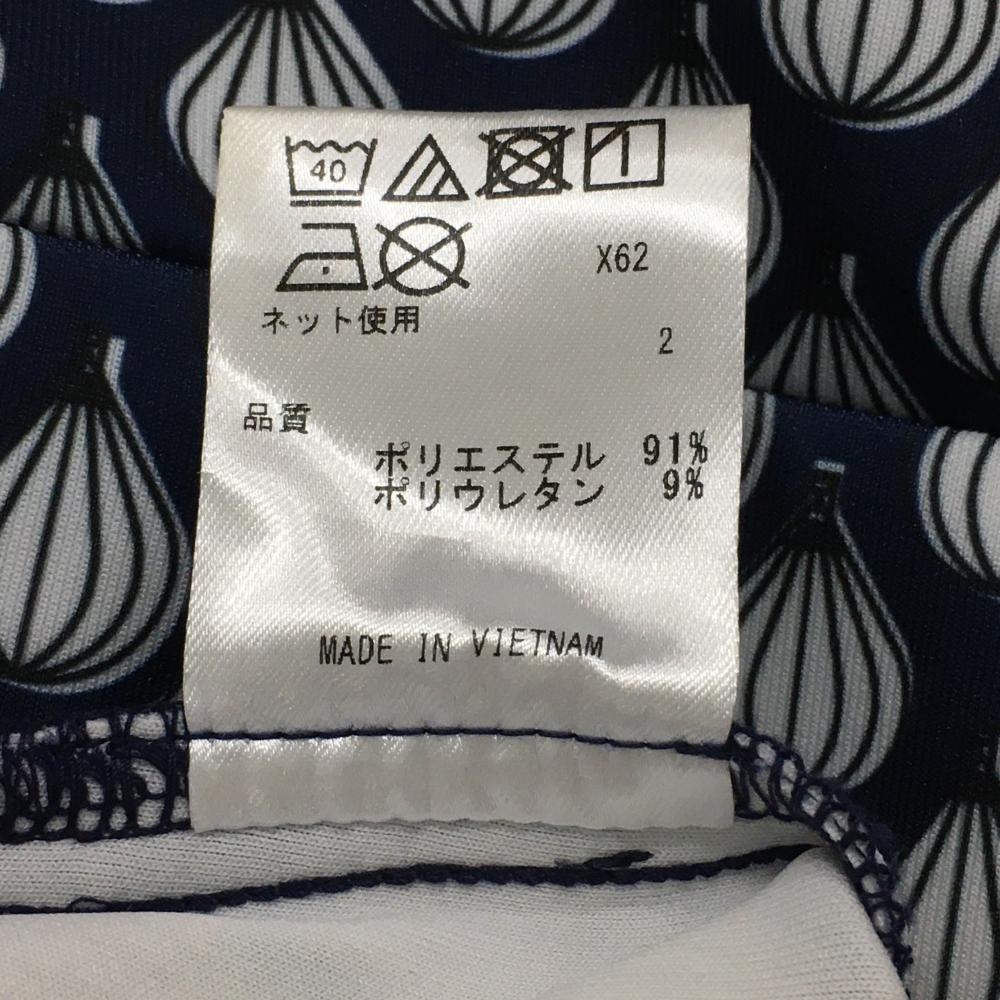 40
X62
ネット使用
2
品質
ポリエステル 91%
ポリウレタン 9%
MADE IN VIETNAM